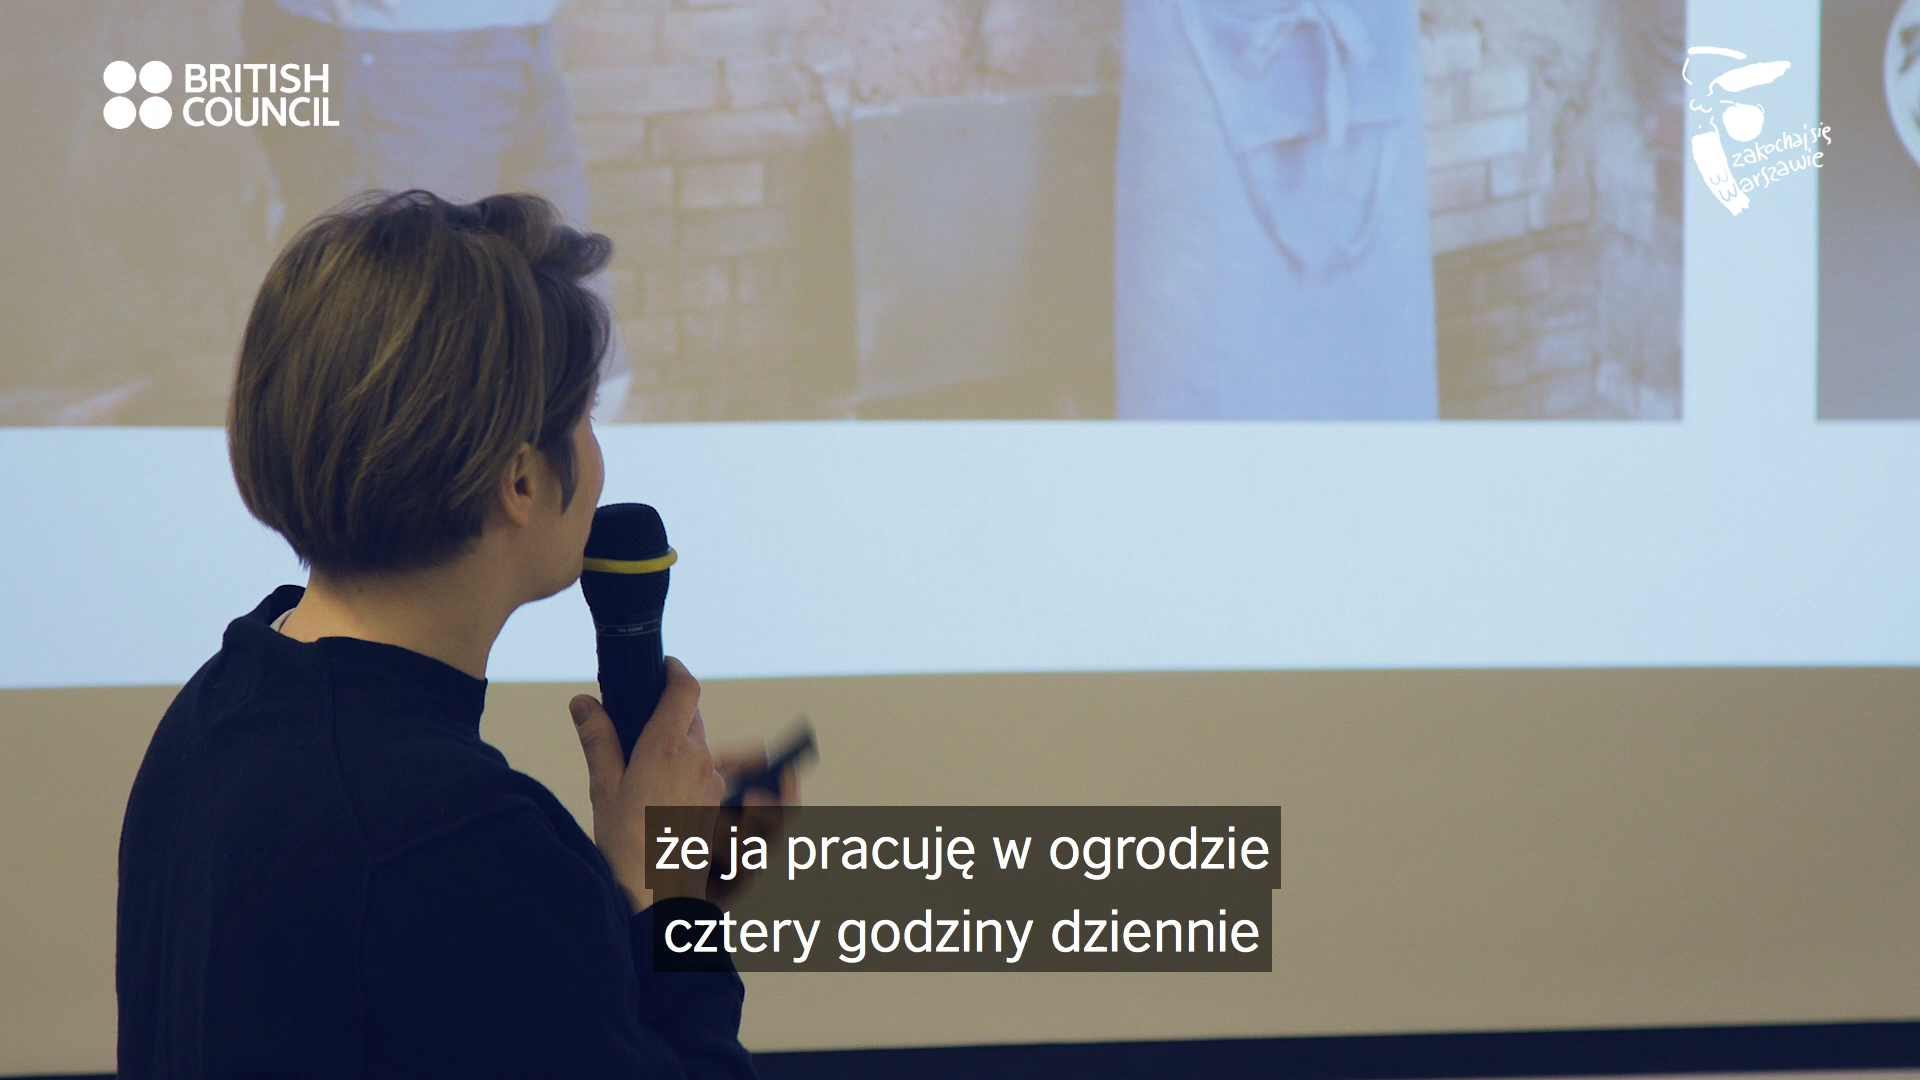 BRITISH
COUNCIL
zakochaj się
w warszawie
że ja pracuję w ogrodzie
cztery godziny dziennie